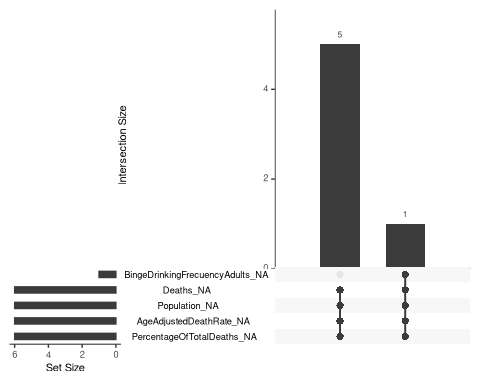 5
4
Intersection Size
1
2
0
BingeDrinkingFrecuencyAdults_NA
Deaths_NA
Population_NA
AgeAdjustedDeathRate_NA
PercentageOfTotalDeaths_NA
6 4 2 0
Set Size